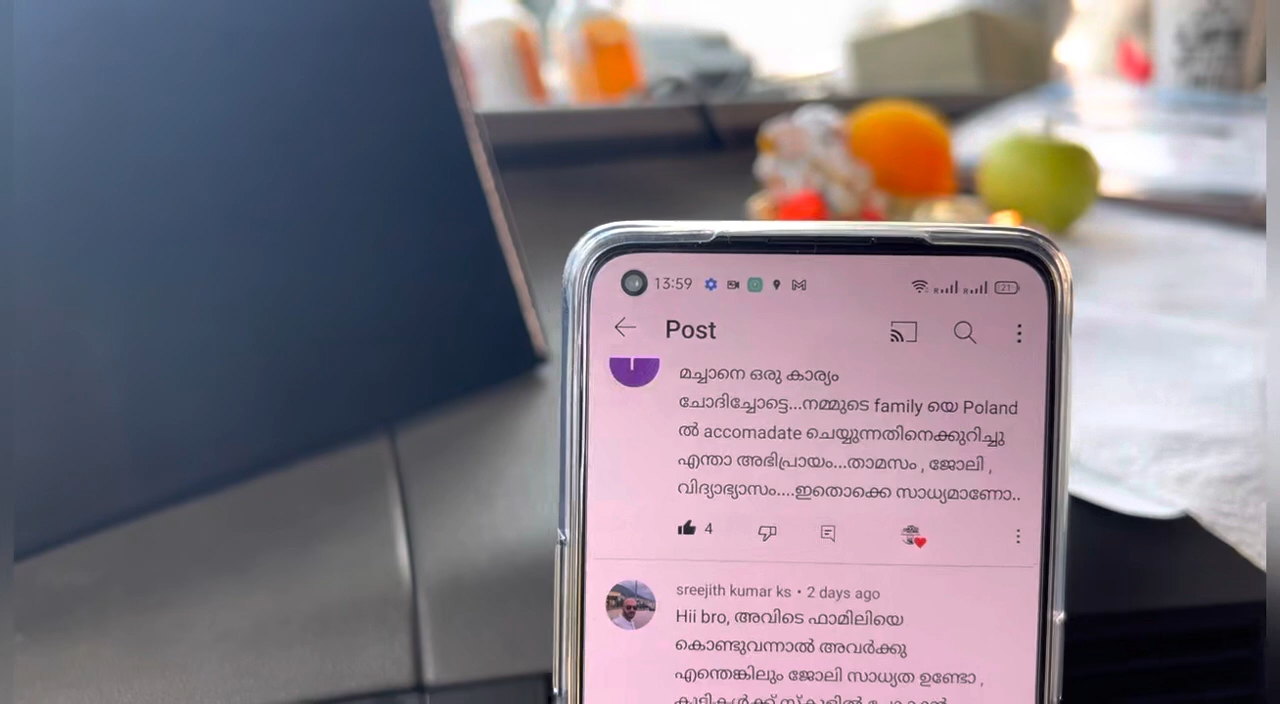 13:59
21
Post
മച്ചാനെ ഒരു കാര്യം
ചോദിച്ചോട്ടെ...നമ്മുടെ family യെ Poland
ൽ accomadate ചെയ്യുന്നതിനെക്കുറിച്ചു
എന്താ അഭിപ്രായം...താമസം , ജോലി ,
വിദ്യാഭ്യാസം....ഇതൊക്കെ സാധ്യമാണോ..
4
sreejith kumar ks • 2 days ago
Hii bro, അവിടെ ഫാമിലിയെ
കൊണ്ടുവന്നാൽ അവർക്കു
എന്തെങ്കിലും ജോലി സാധ്യത ഉണ്ടോ ,